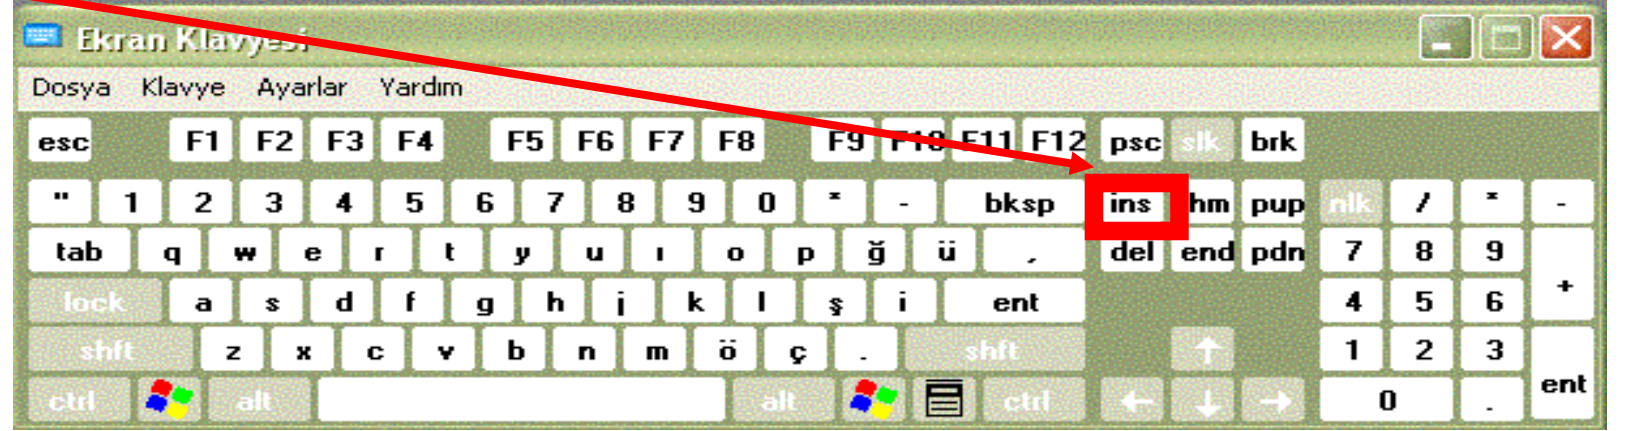 Ekran Klavyesi
Dosya Klavye Ayarlar Yardım
esc F1 F2 F3 F4 F5 F6 F7 F8 F9 F10 F11 F12 psc slk brk
" 1 2 3 4 5 6 7 8 9 0 * - bksp ins hm pup nlk / * -
tab q w e r t y u ı o p ğ ü , del end pdn 7 8 9 +
lock a s d f g h j k l ş i ent 4 5 6
shft z x c v b n m ö ç . shft ↑ 1 2 3 ent
ctrl alt alt ctrl ← ↓ → 0 .